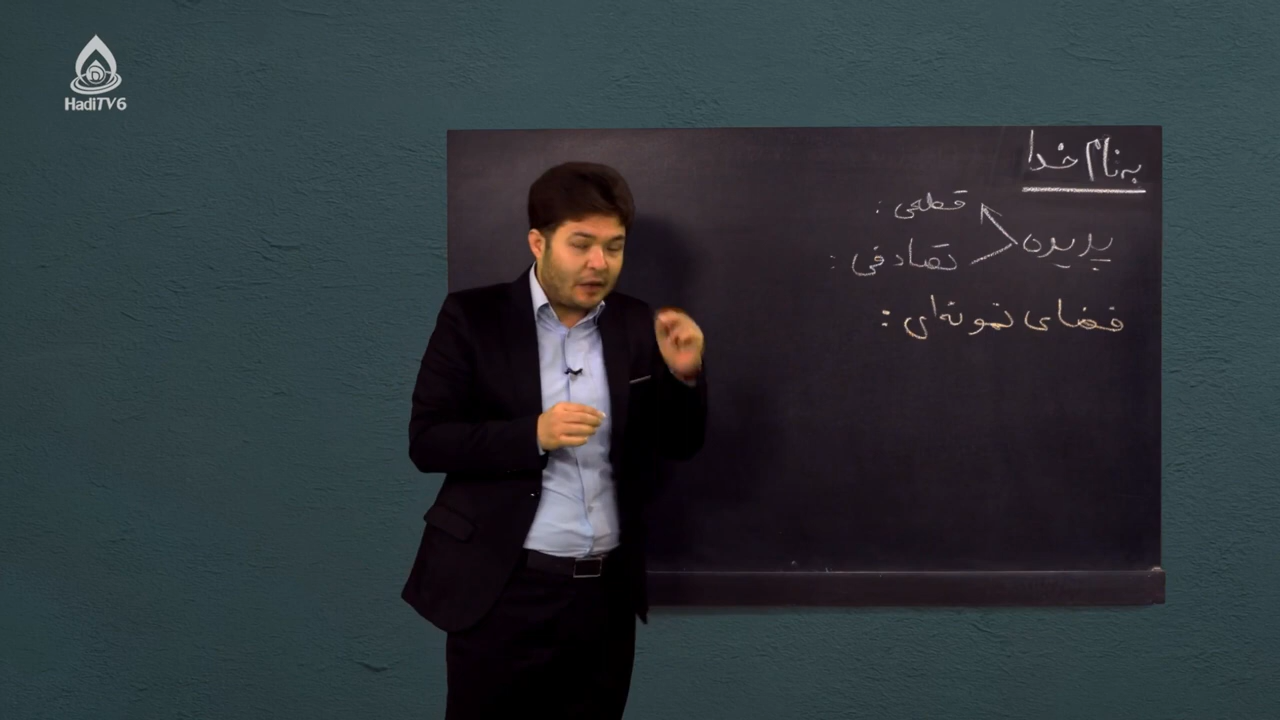 HadiTV6
به نام خدا
پدیده
قطعی :
تصادفی :
فضای نمونه‌ای :